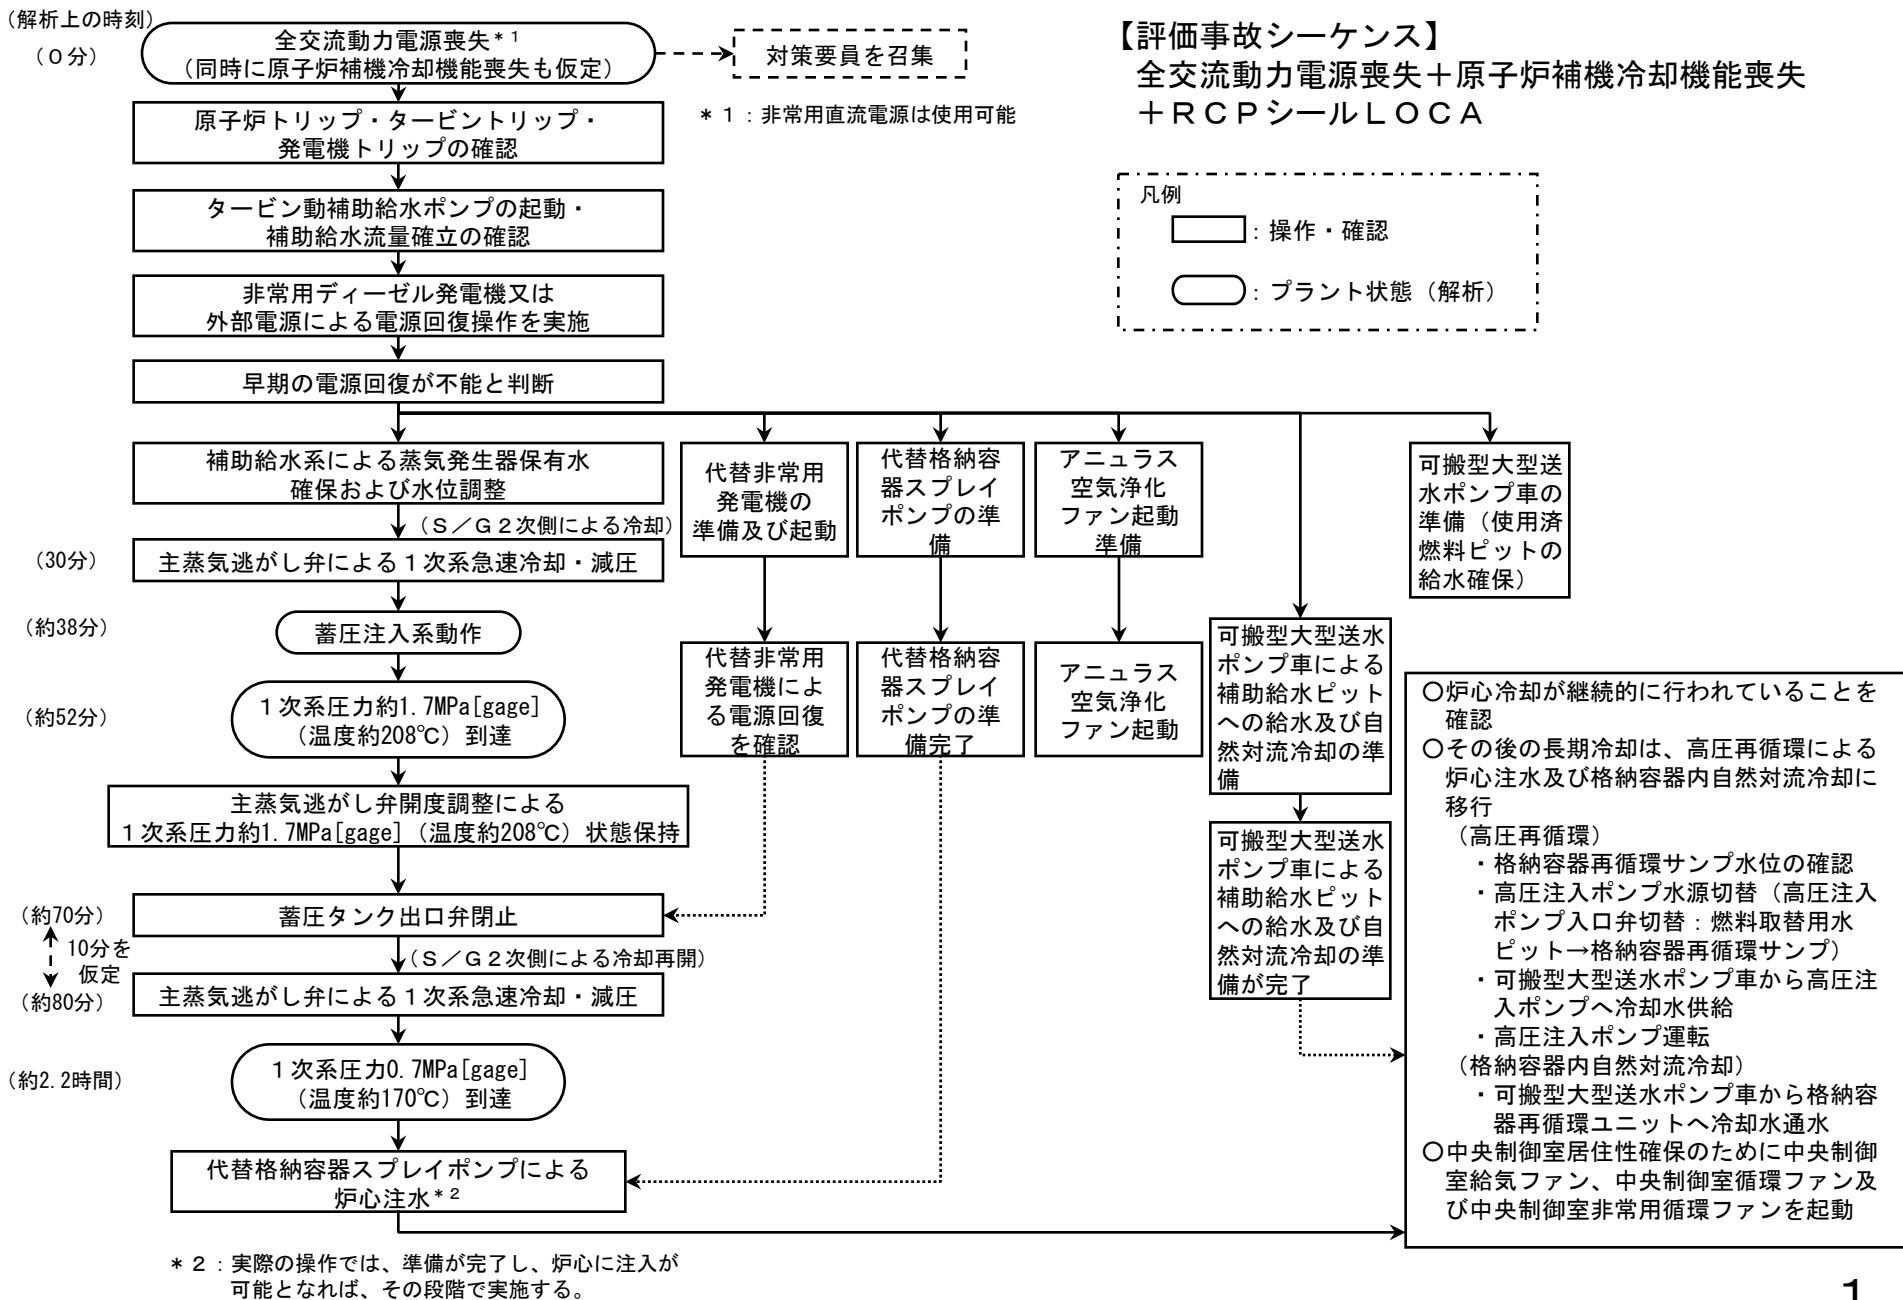 （解析上の時刻）
（０分）
全交流動力電源喪失＊１
（同時に原子炉補機冷却機能喪失も仮定）
対策要員を召集
＊１：非常用直流電源は使用可能
【評価事故シーケンス】
全交流動力電源喪失＋原子炉補機冷却機能喪失
＋ＲＣＰシールＬＯＣＡ
凡例
：操作・確認
：プラント状態（解析）
原子炉トリップ・タービントリップ・
発電機トリップの確認
タービン動補助給水ポンプの起動・
補助給水流量確立の確認
非常用ディーゼル発電機又は
外部電源による電源回復操作を実施
早期の電源回復が不能と判断
補助給水系による蒸気発生器保有水
確保および水位調整
（Ｓ／Ｇ２次側による冷却）
（30分）
主蒸気逃がし弁による１次系急速冷却・減圧
（約38分）
蓄圧注入系動作
（約52分）
１次系圧力約1.7MPa[gage]
（温度約208℃）到達
主蒸気逃がし弁開度調整による
１次系圧力約1.7MPa[gage]（温度約208℃）状態保持
（約70分）
蓄圧タンク出口弁閉止
10分を
仮定
（Ｓ／Ｇ２次側による冷却再開）
（約80分）
主蒸気逃がし弁による１次系急速冷却・減圧
（約2.2時間）
１次系圧力0.7MPa[gage]
（温度約170℃）到達
代替格納容器スプレイポンプによる
炉心注水＊２
＊２：実際の操作では、準備が完了し、炉心に注入が
可能となれば、その段階で実施する。
代替非常用
発電機の
準備及び起動
代替非常用
発電機によ
る電源回復
を確認
代替格納容
器スプレイ
ポンプの準
備
代替格納容
器スプレイ
ポンプの準
備完了
アニュラス
空気浄化
ファン起動
準備
アニュラス
空気浄化
ファン起動
可搬型大型送水
ポンプ車による
補助給水ピット
への給水及び自
然対流冷却の準
備
可搬型大型送水
ポンプ車による
補助給水ピット
への給水及び自
然対流冷却の準
備が完了
可搬型大型送
水ポンプ車の
準備（使用済
燃料ピットの
給水確保）
○炉心冷却が継続的に行われていることを
確認
○その後の長期冷却は、高圧再循環による
炉心注水及び格納容器内自然対流冷却に
移行
（高圧再循環）
・格納容器再循環サンプ水位の確認
・高圧注入ポンプ水源切替（高圧注入
ポンプ入口弁切替：燃料取替用水
ピット→格納容器再循環サンプ）
・可搬型大型送水ポンプ車から高圧注
入ポンプへ冷却水供給
・高圧注入ポンプ運転
（格納容器内自然対流冷却）
・可搬型大型送水ポンプ車から格納容
器再循環ユニットへ冷却水通水
○中央制御室居住性確保のために中央制御
室給気ファン、中央制御室循環ファン及
び中央制御室非常用循環ファンを起動
1